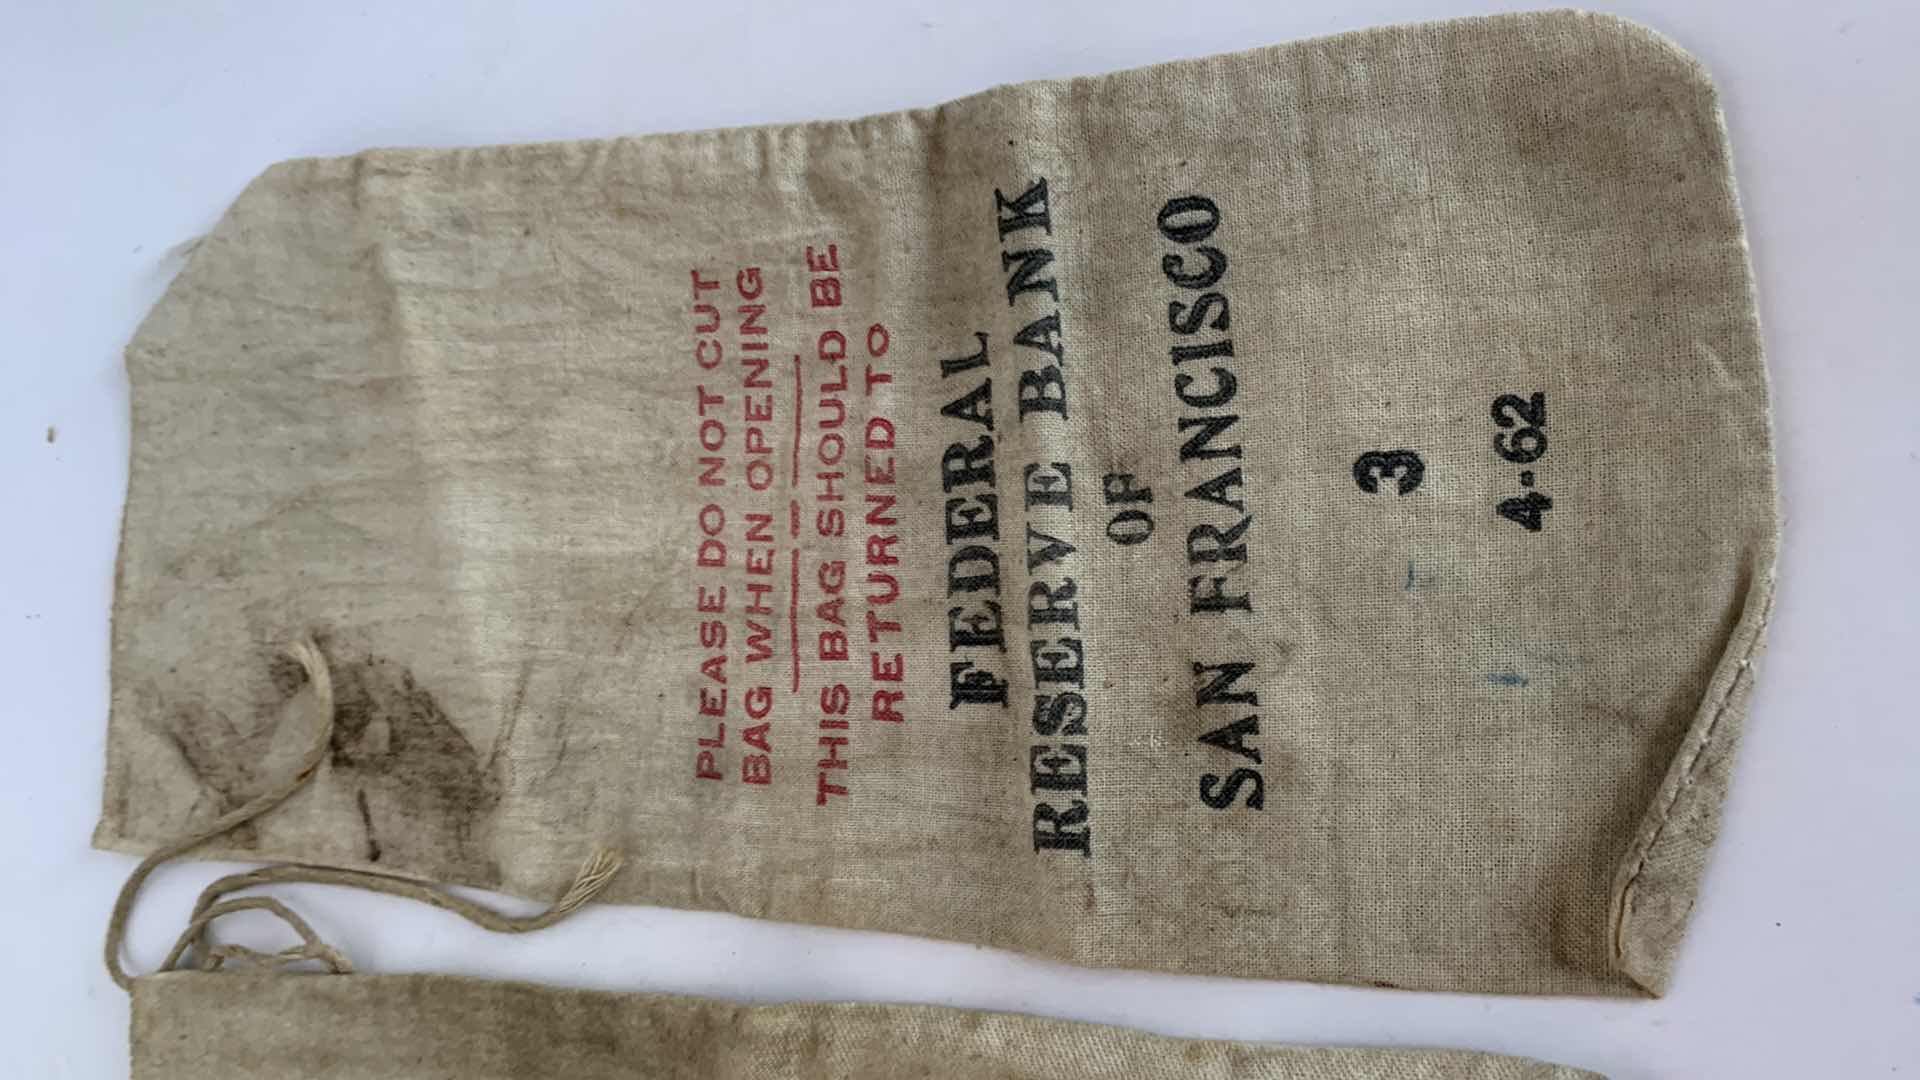 PLEASE DO NOT CUT
BAG WHEN OPENING
THIS BAG SHOULD BE
RETURNED TO
FEDERAL
RESERVE BANK
OF
SAN FRANCISCO
3
4-62